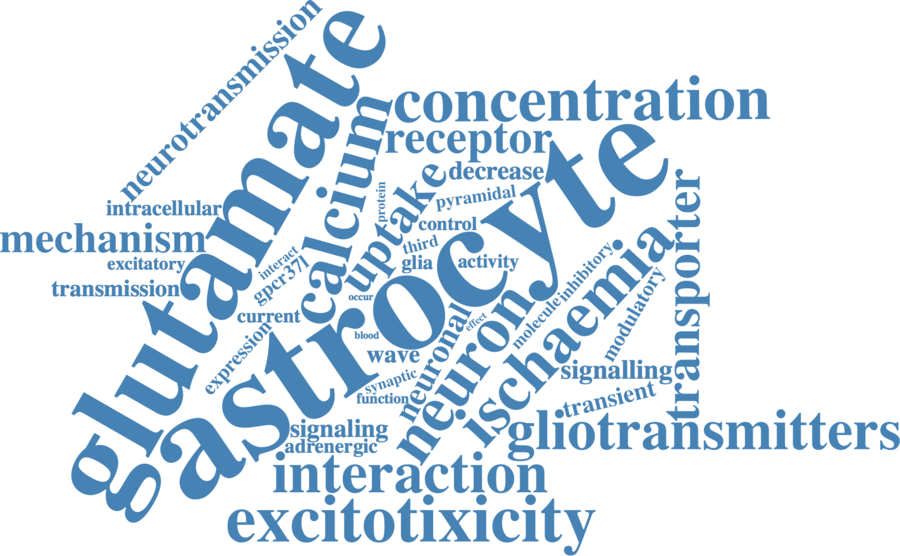 neurotransmission
glutamate
concentration
calcium
receptor
astrocyte
uptake
decrease
protein
pyramidal
intracellular
control
mechanism
third
excitatory
interact
glia
activity
transporter
gpcr37l
transmission
occur
inhibitory
ischaemia
current
molecule
modulatory
expression
blood
effect
neuronal
neuron
wave
synaptic
signalling
function
transient
signaling
adrenergic
gliotransmitters
interaction
excitotixicity